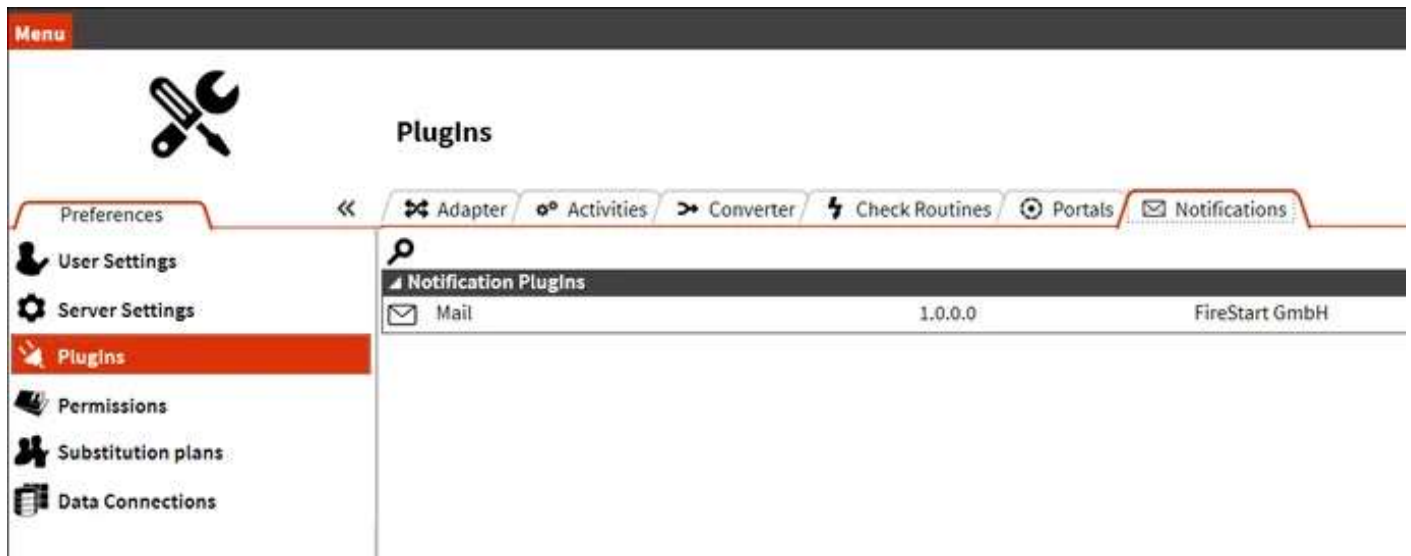 Menu
PlugIns
Preferences
Adapter Activities Converter Check Routines Portals Notifications
User Settings
Notification PlugIns
Server Settings
Mail 1.0.0.0 FireStart GmbH
PlugIns
Permissions
Substitution plans
Data Connections